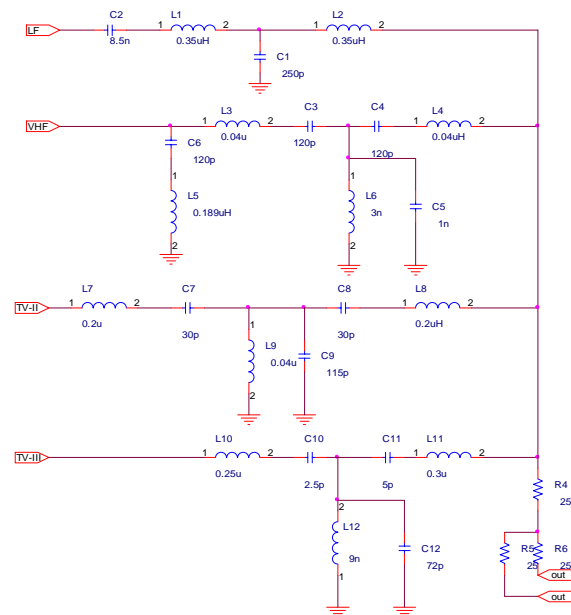 C2 L1 L2
LF 1 2 1 2
8.5n 0.35uH C1 0.35uH
250p
L3 C3 C4 L4
VHF 1 2 1 2
C6 0.04u 120p 120p 0.04uH
120p
1 1
L5 L6 C5
0.189uH 3n 1n
2 2
L7 C7 C8 L8
TV-II 1 2 1 2
0.2u 30p 30p 0.2uH
1 L9 C9
0.04u 115p
2
L10 C10 C11 L11
TV-III 1 2 1 2
0.25u 2.5p 5p 0.3u
R4
25
2
L12 C12 R5 R6
9n 72p 25 25
1 out
out